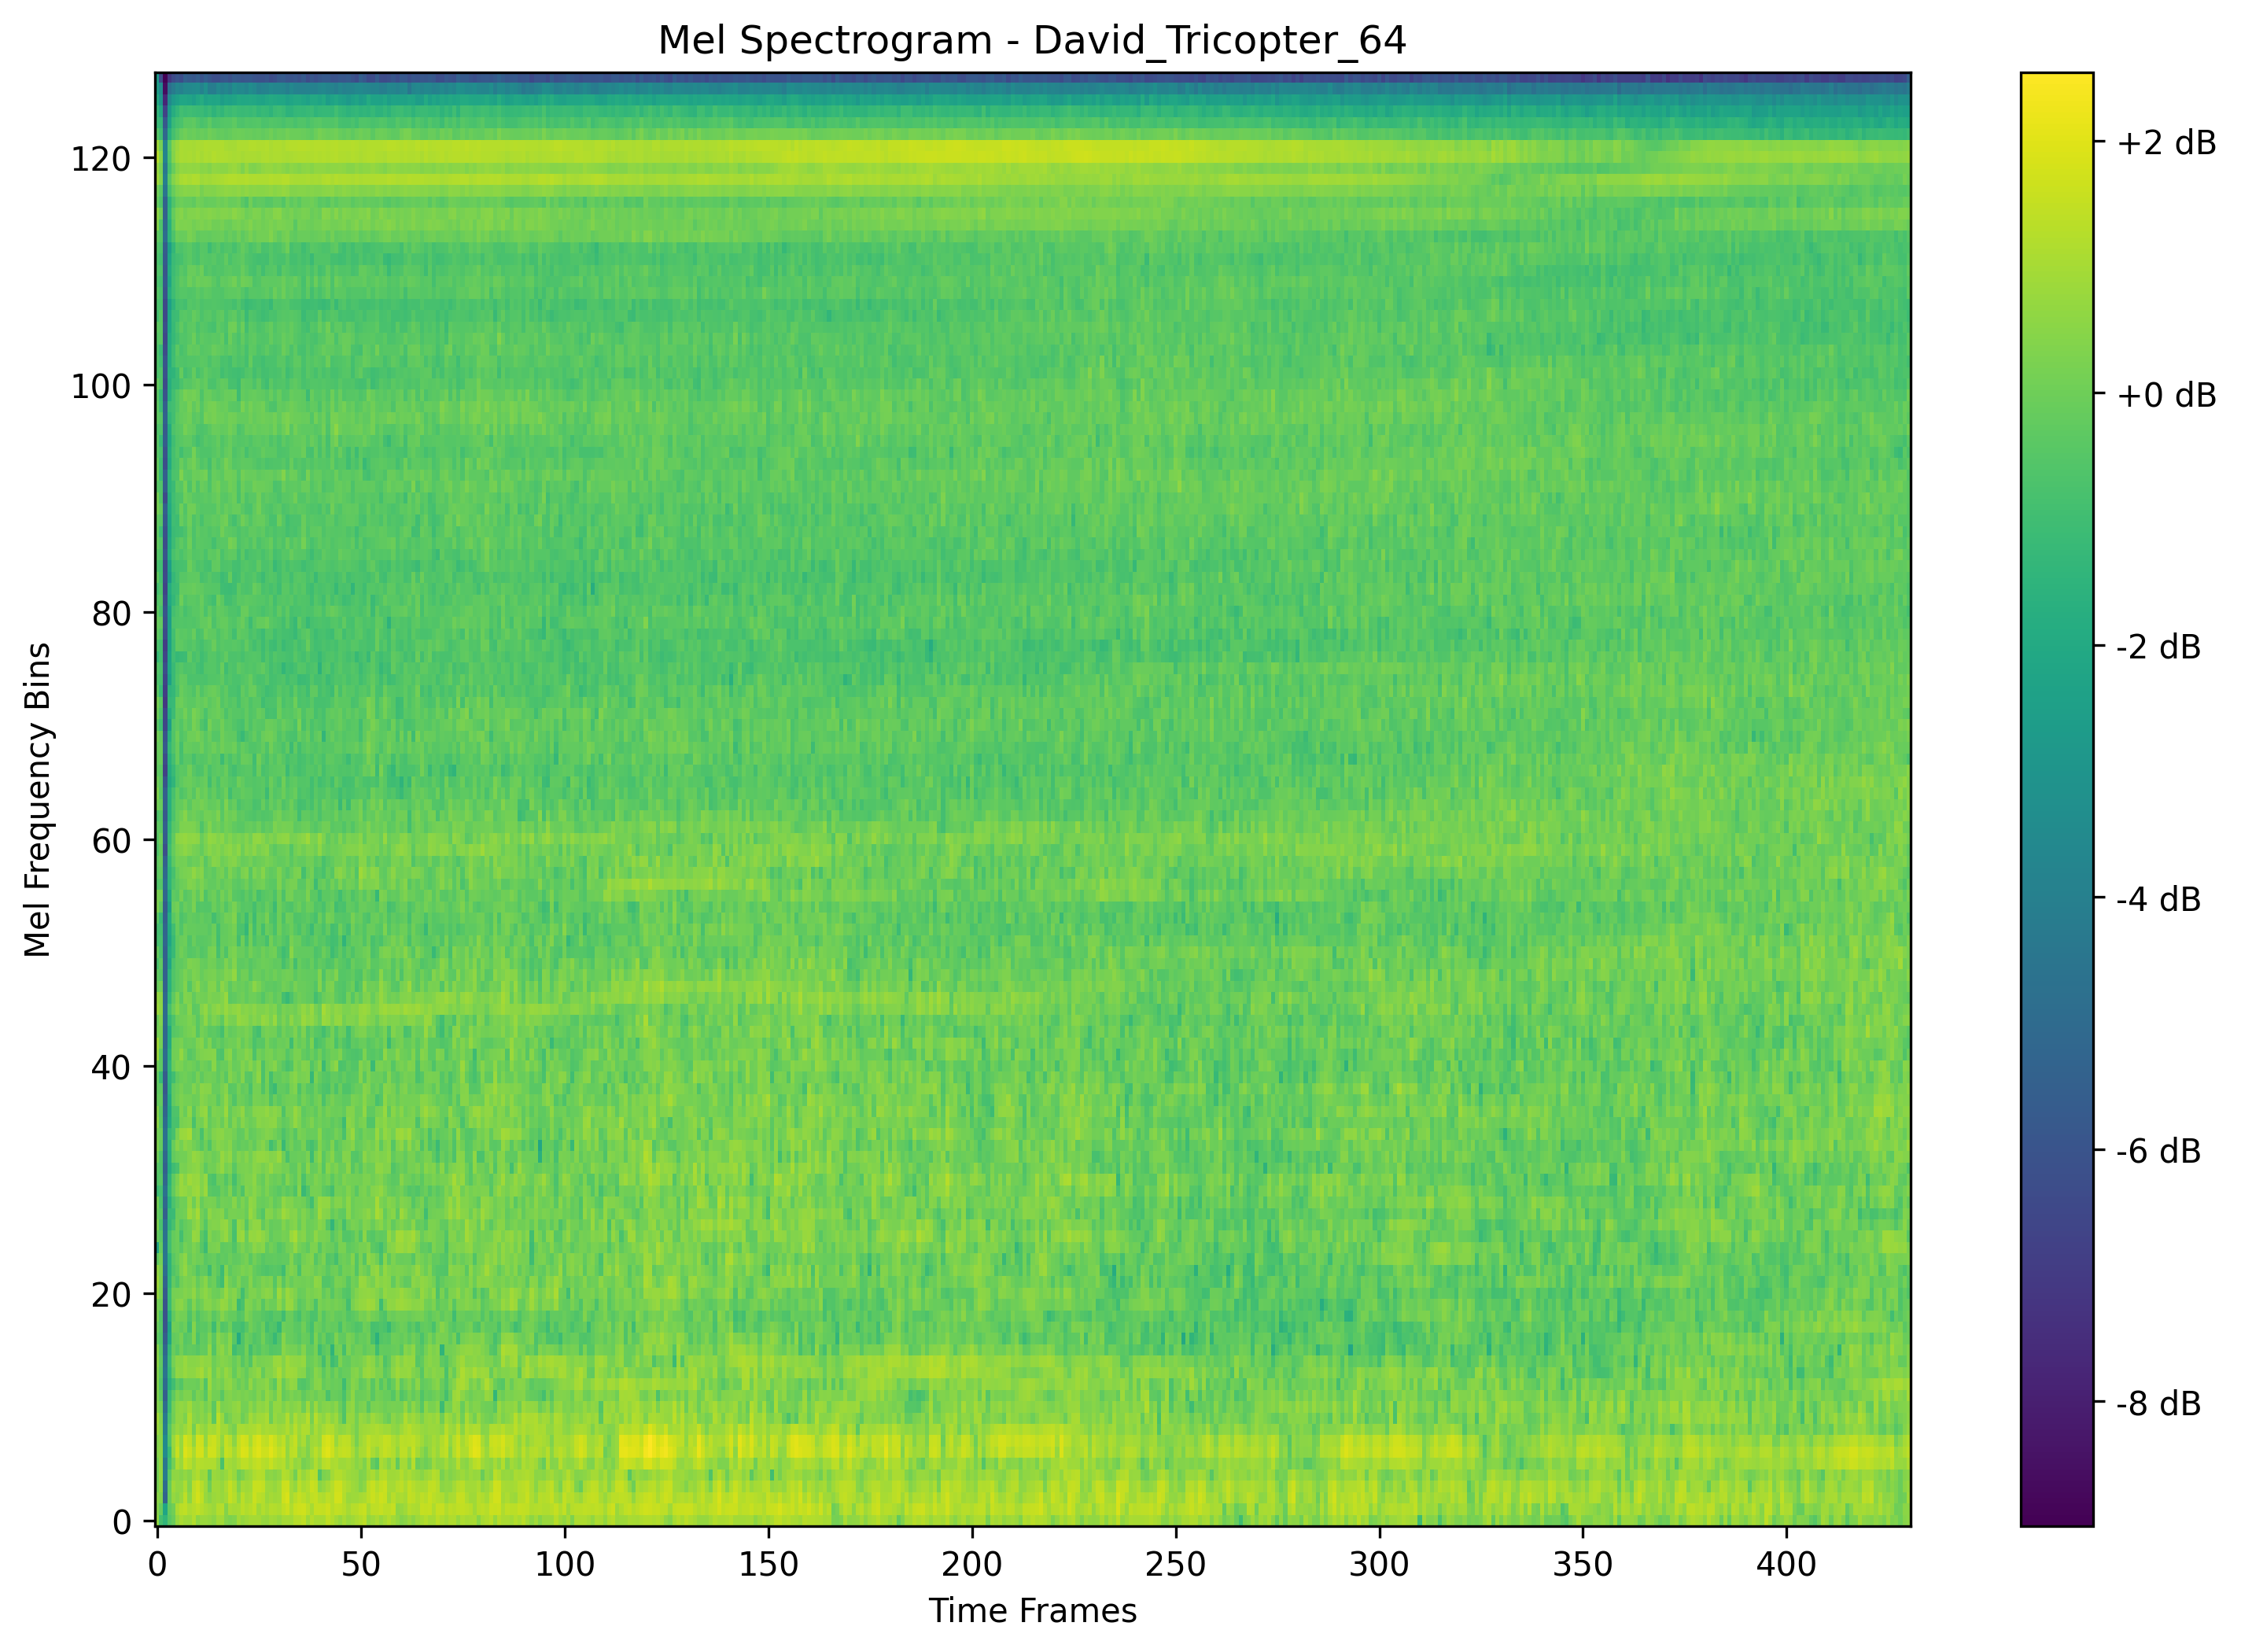 Mel Spectrogram - David_Tricopter_64
Mel Frequency Bins
120
100
80
60
40
20
0
0 50 100 150 200 250 300 350 400
Time Frames
+2 dB
+0 dB
-2 dB
-4 dB
-6 dB
-8 dB